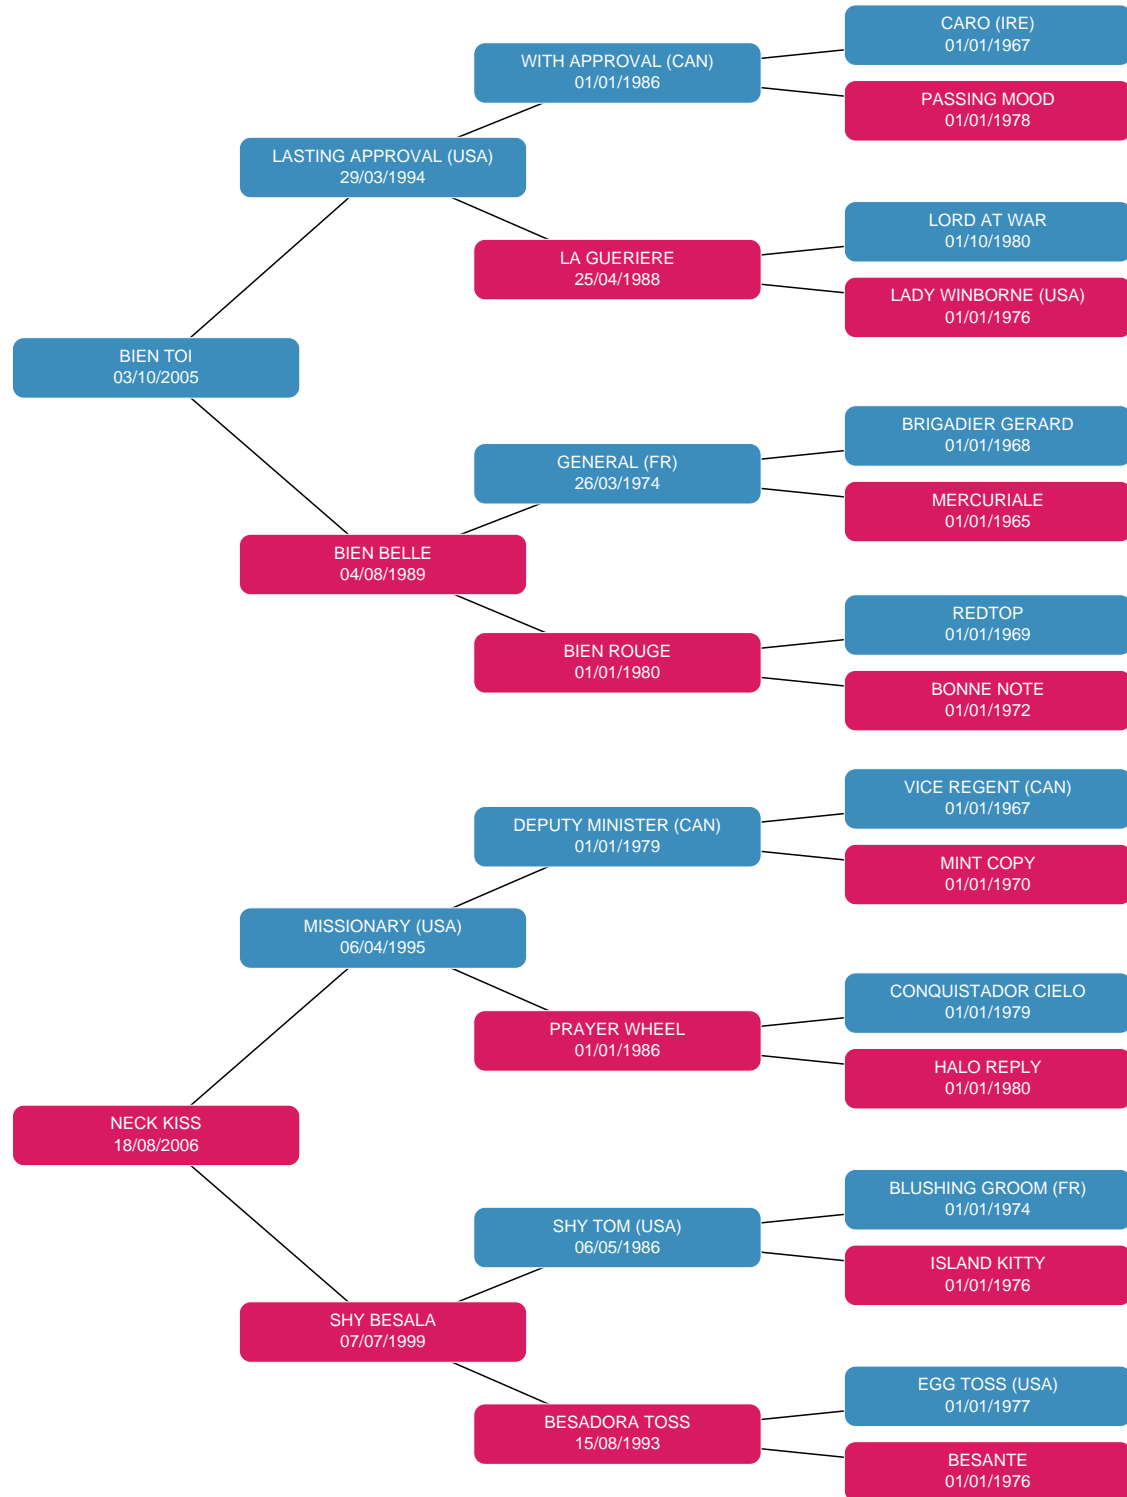 CARO (IRE)
01/01/1967
WITH APPROVAL (CAN)
01/01/1986
PASSING MOOD
01/01/1978
LASTING APPROVAL (USA)
29/03/1994
LORD AT WAR
01/10/1980
LA GUERIERE
25/04/1988
LADY WINBORNE (USA)
01/01/1976
BIEN TOI
03/10/2005
BRIGADIER GERARD
01/01/1968
GENERAL (FR)
26/03/1974
MERCURIALE
01/01/1965
BIEN BELLE
04/08/1989
REDTOP
01/01/1969
BIEN ROUGE
01/01/1980
BONNE NOTE
01/01/1972
VICE REGENT (CAN)
01/01/1967
DEPUTY MINISTER (CAN)
01/01/1979
MINT COPY
01/01/1970
MISSIONARY (USA)
06/04/1995
CONQUISTADOR CIELO
01/01/1979
PRAYER WHEEL
01/01/1986
HALO REPLY
01/01/1980
NECK KISS
18/08/2006
BLUSHING GROOM (FR)
01/01/1974
SHY TOM (USA)
06/05/1986
ISLAND KITTY
01/01/1976
SHY BESALA
07/07/1999
EGG TOSS (USA)
01/01/1977
BESADORA TOSS
15/08/1993
BESANTE
01/01/1976